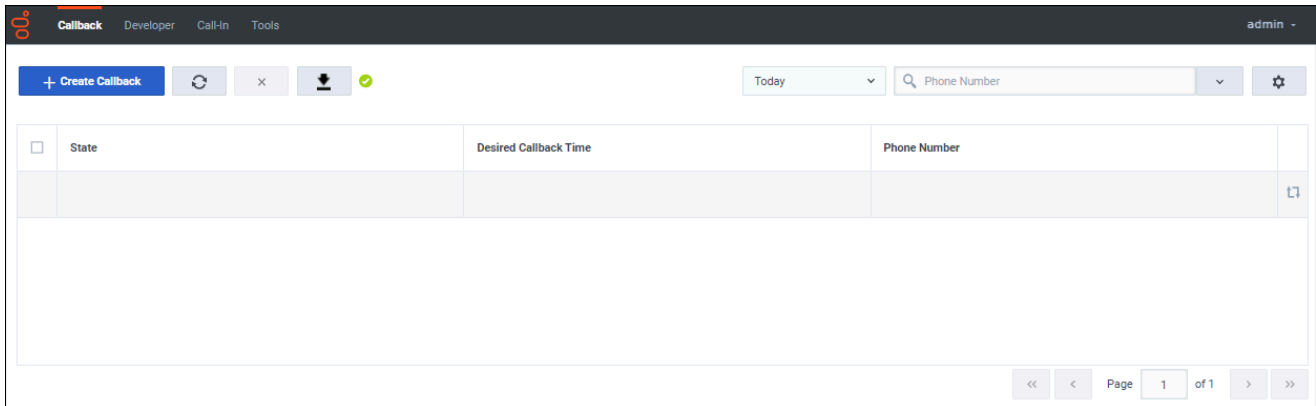 Callback Developer Call-In Tools admin
Create Callback Today Phone Number
State Desired Callback Time Phone Number
Page 1 of 1